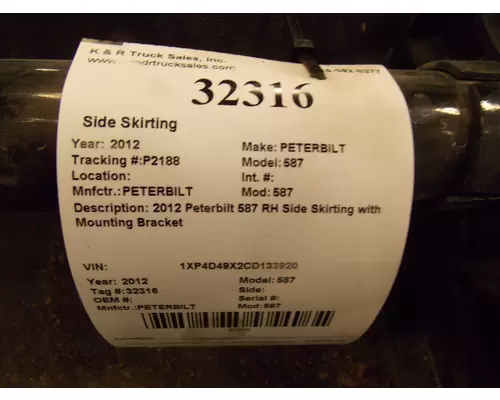 K & R Truck Sales, Inc.
32316
Side Skirting
Year: 2012 Make: PETERBILT
Tracking #:P2188 Model: 587
Location: Int. #:
Mnfctr.:PETERBILT Mod: 587
Description: 2012 Peterbilt 587 RH Side Skirting with
Mounting Bracket
VIN: 1XP4D49X2CD133920
Year: 2012 Model: 587
Tag #:32316 Side:
OEM #: Serial #:
Mnfctr.:PETERBILT Mod:587